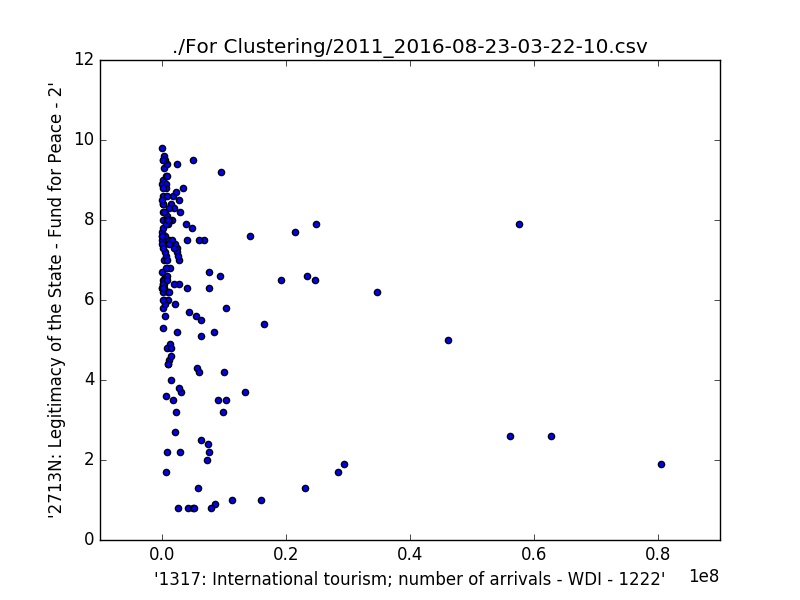 ./For Clustering/2011_2016-08-23-03-22-10.csv
'2713N: Legitimacy of the State - Fund for Peace - 2'
12
10
8
6
4
2
0
0.0 0.2 0.4 0.6 0.8
1e8
'1317: International tourism; number of arrivals - WDI - 1222'